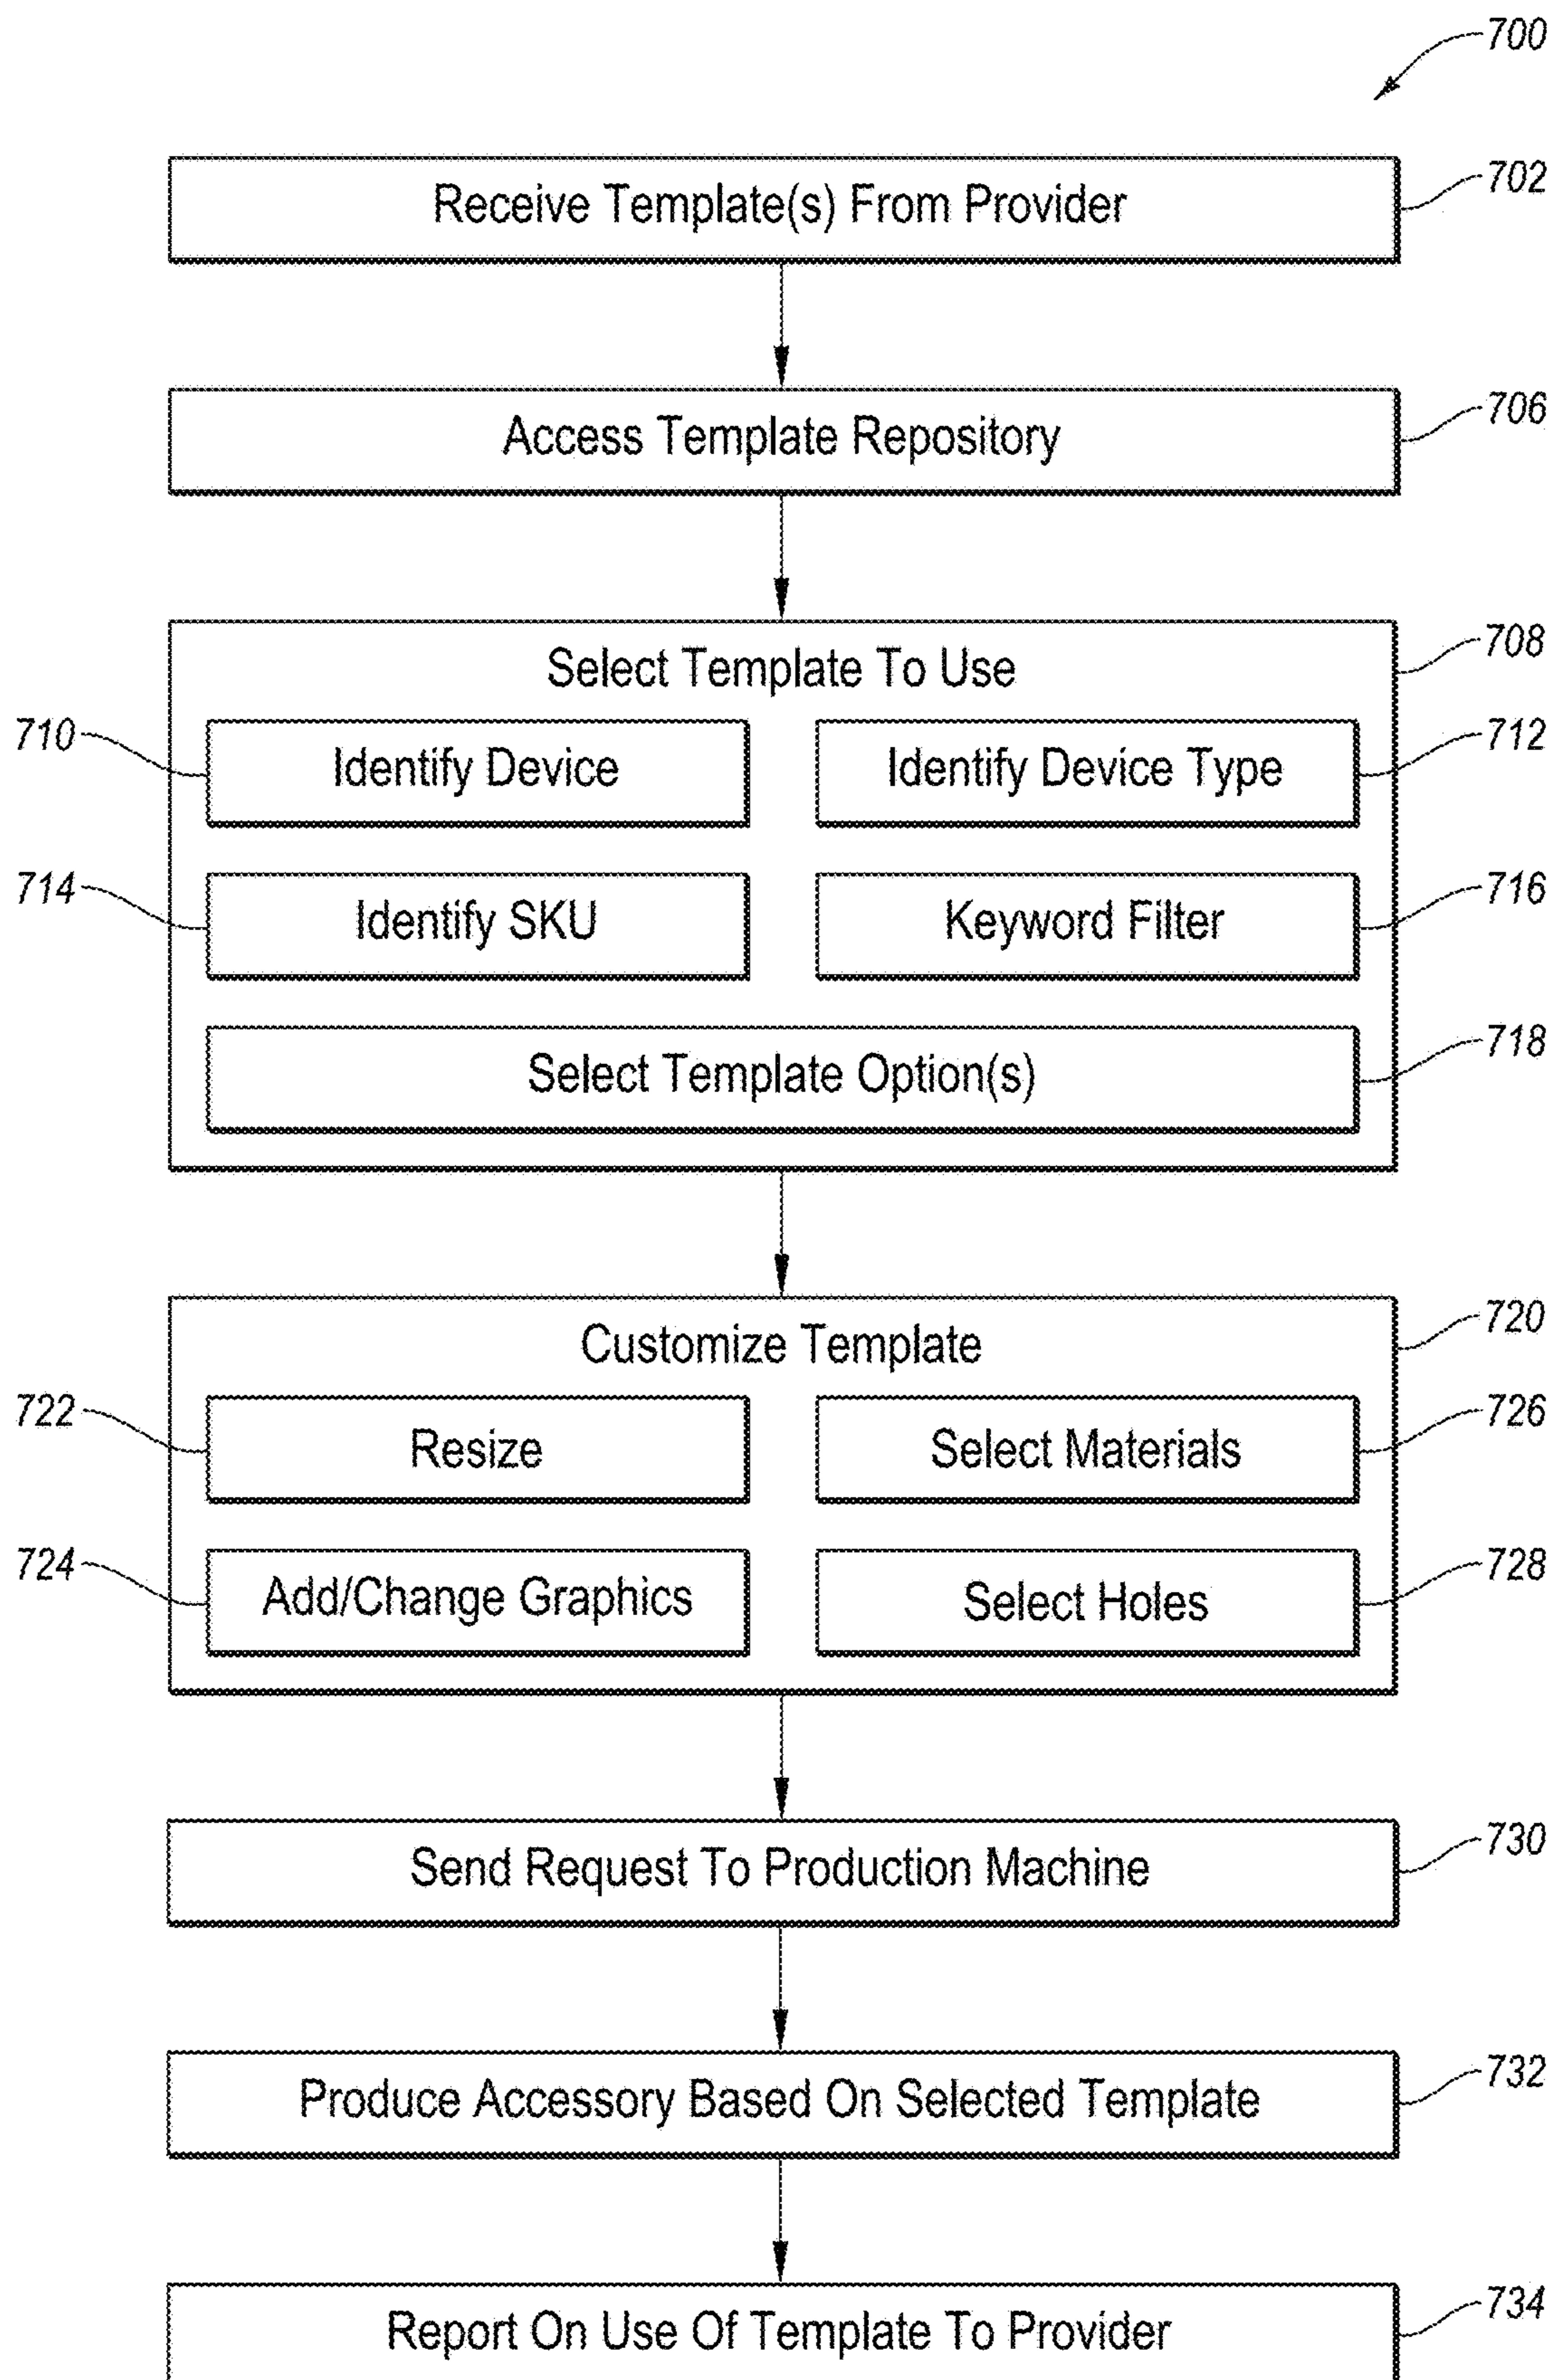 700
Receive Template(s) From Provider
702
Access Template Repository
706
Select Template To Use
708
710
Identify Device
Identify Device Type
712
714
Identify SKU
Keyword Filter
716
Select Template Option(s)
718
Customize Template
720
722
Resize
Select Materials
726
724
Add/Change Graphics
Select Holes
728
Send Request To Production Machine
730
Produce Accessory Based On Selected Template
732
Report On Use Of Template To Provider
734